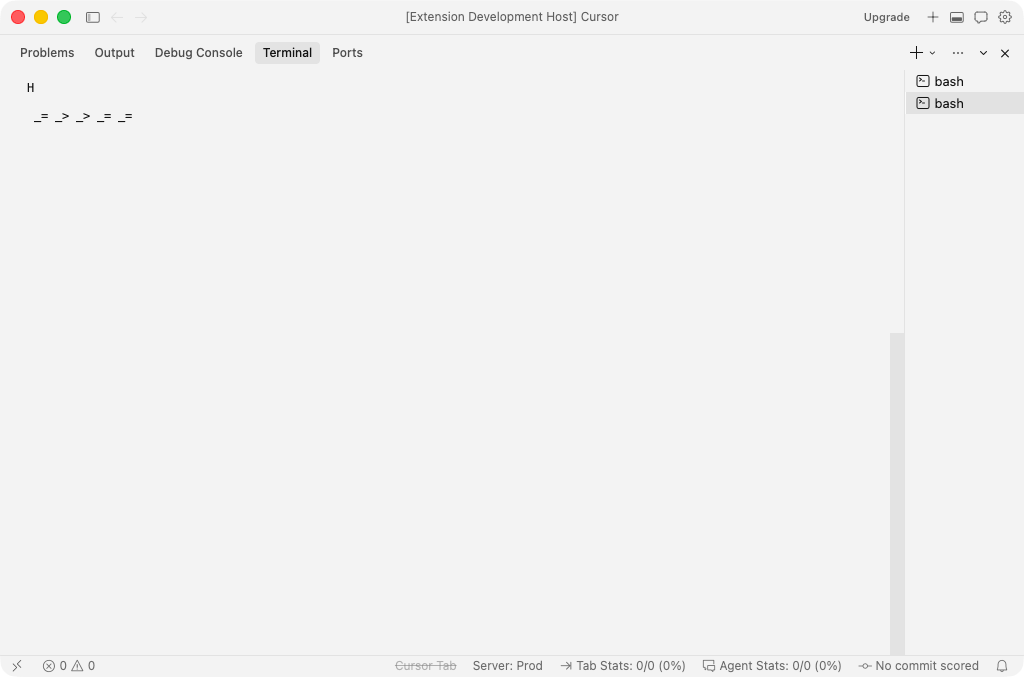 [Extension Development Host] Cursor
Upgrade
Problems Output Debug Console Terminal Ports
H
_= _> _> _= _=
bash
bash
0 0 Cursor Tab Server: Prod Tab Stats: 0/0 (0%) Agent Stats: 0/0 (0%) No commit scored